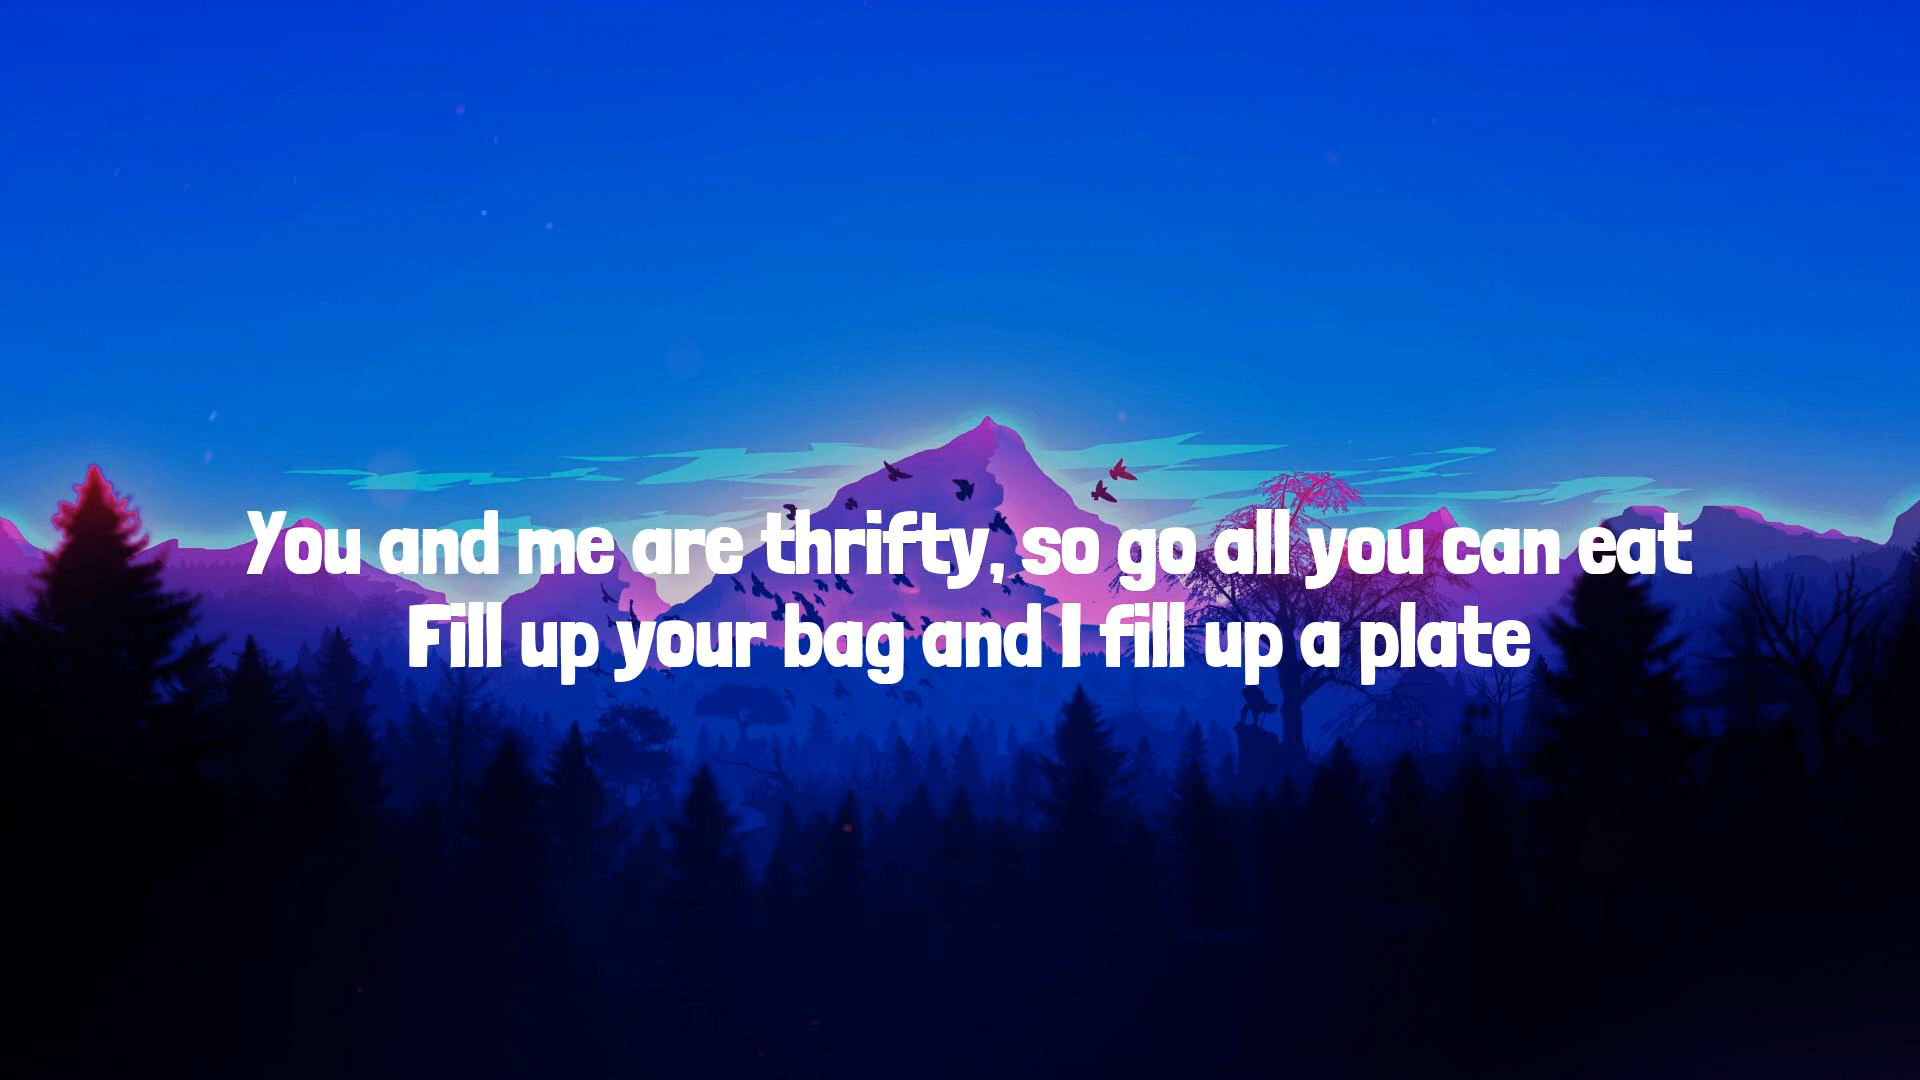 You and me are thrifty, so go all you can eat
Fill up your bag and I fill up a plate